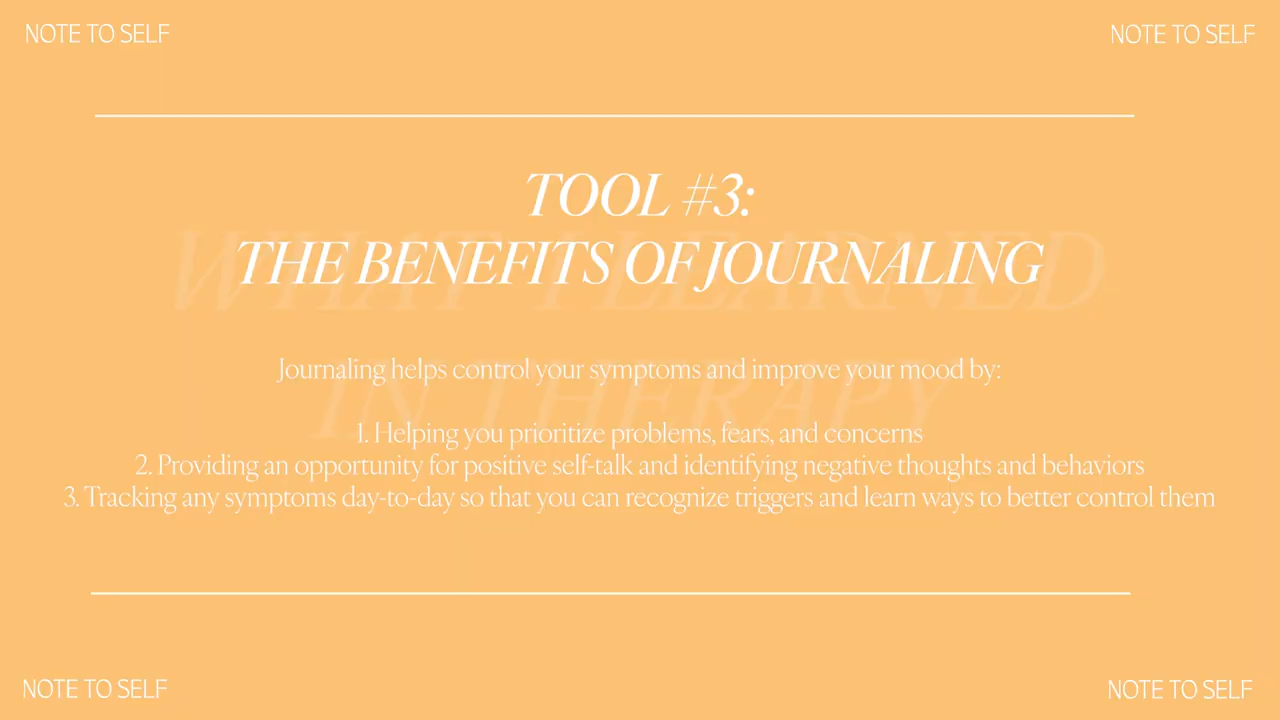 NOTE TO SELF
NOTE TO SELF
TOOL #3:
THE BENEFITS OF JOURNALING
WHAT I LEARNED
IN THERAPY
Journaling helps control your symptoms and improve your mood by:
1. Helping you prioritize problems, fears, and concerns
2. Providing an opportunity for positive self-talk and identifying negative thoughts and behaviors
3. Tracking any symptoms day-to-day so that you can recognize triggers and learn ways to better control them
NOTE TO SELF
NOTE TO SELF